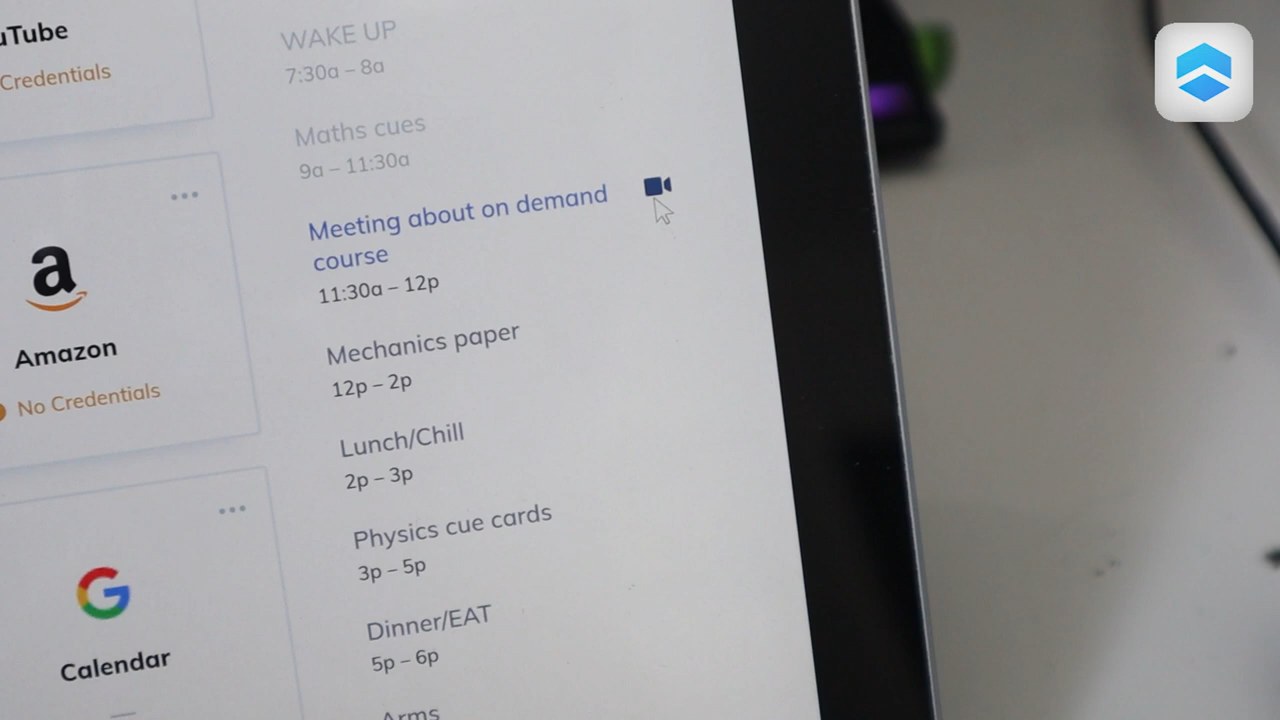 uTube
Credentials
Amazon
No Credentials
Calendar
WAKE UP
7:30a – 8a
Maths cues
9a – 11:30a
Meeting about on demand
course
11:30a – 12p
Mechanics paper
12p – 2p
Lunch/Chill
2p – 3p
Physics cue cards
3p – 5p
Dinner/EAT
5p – 6p
Arms